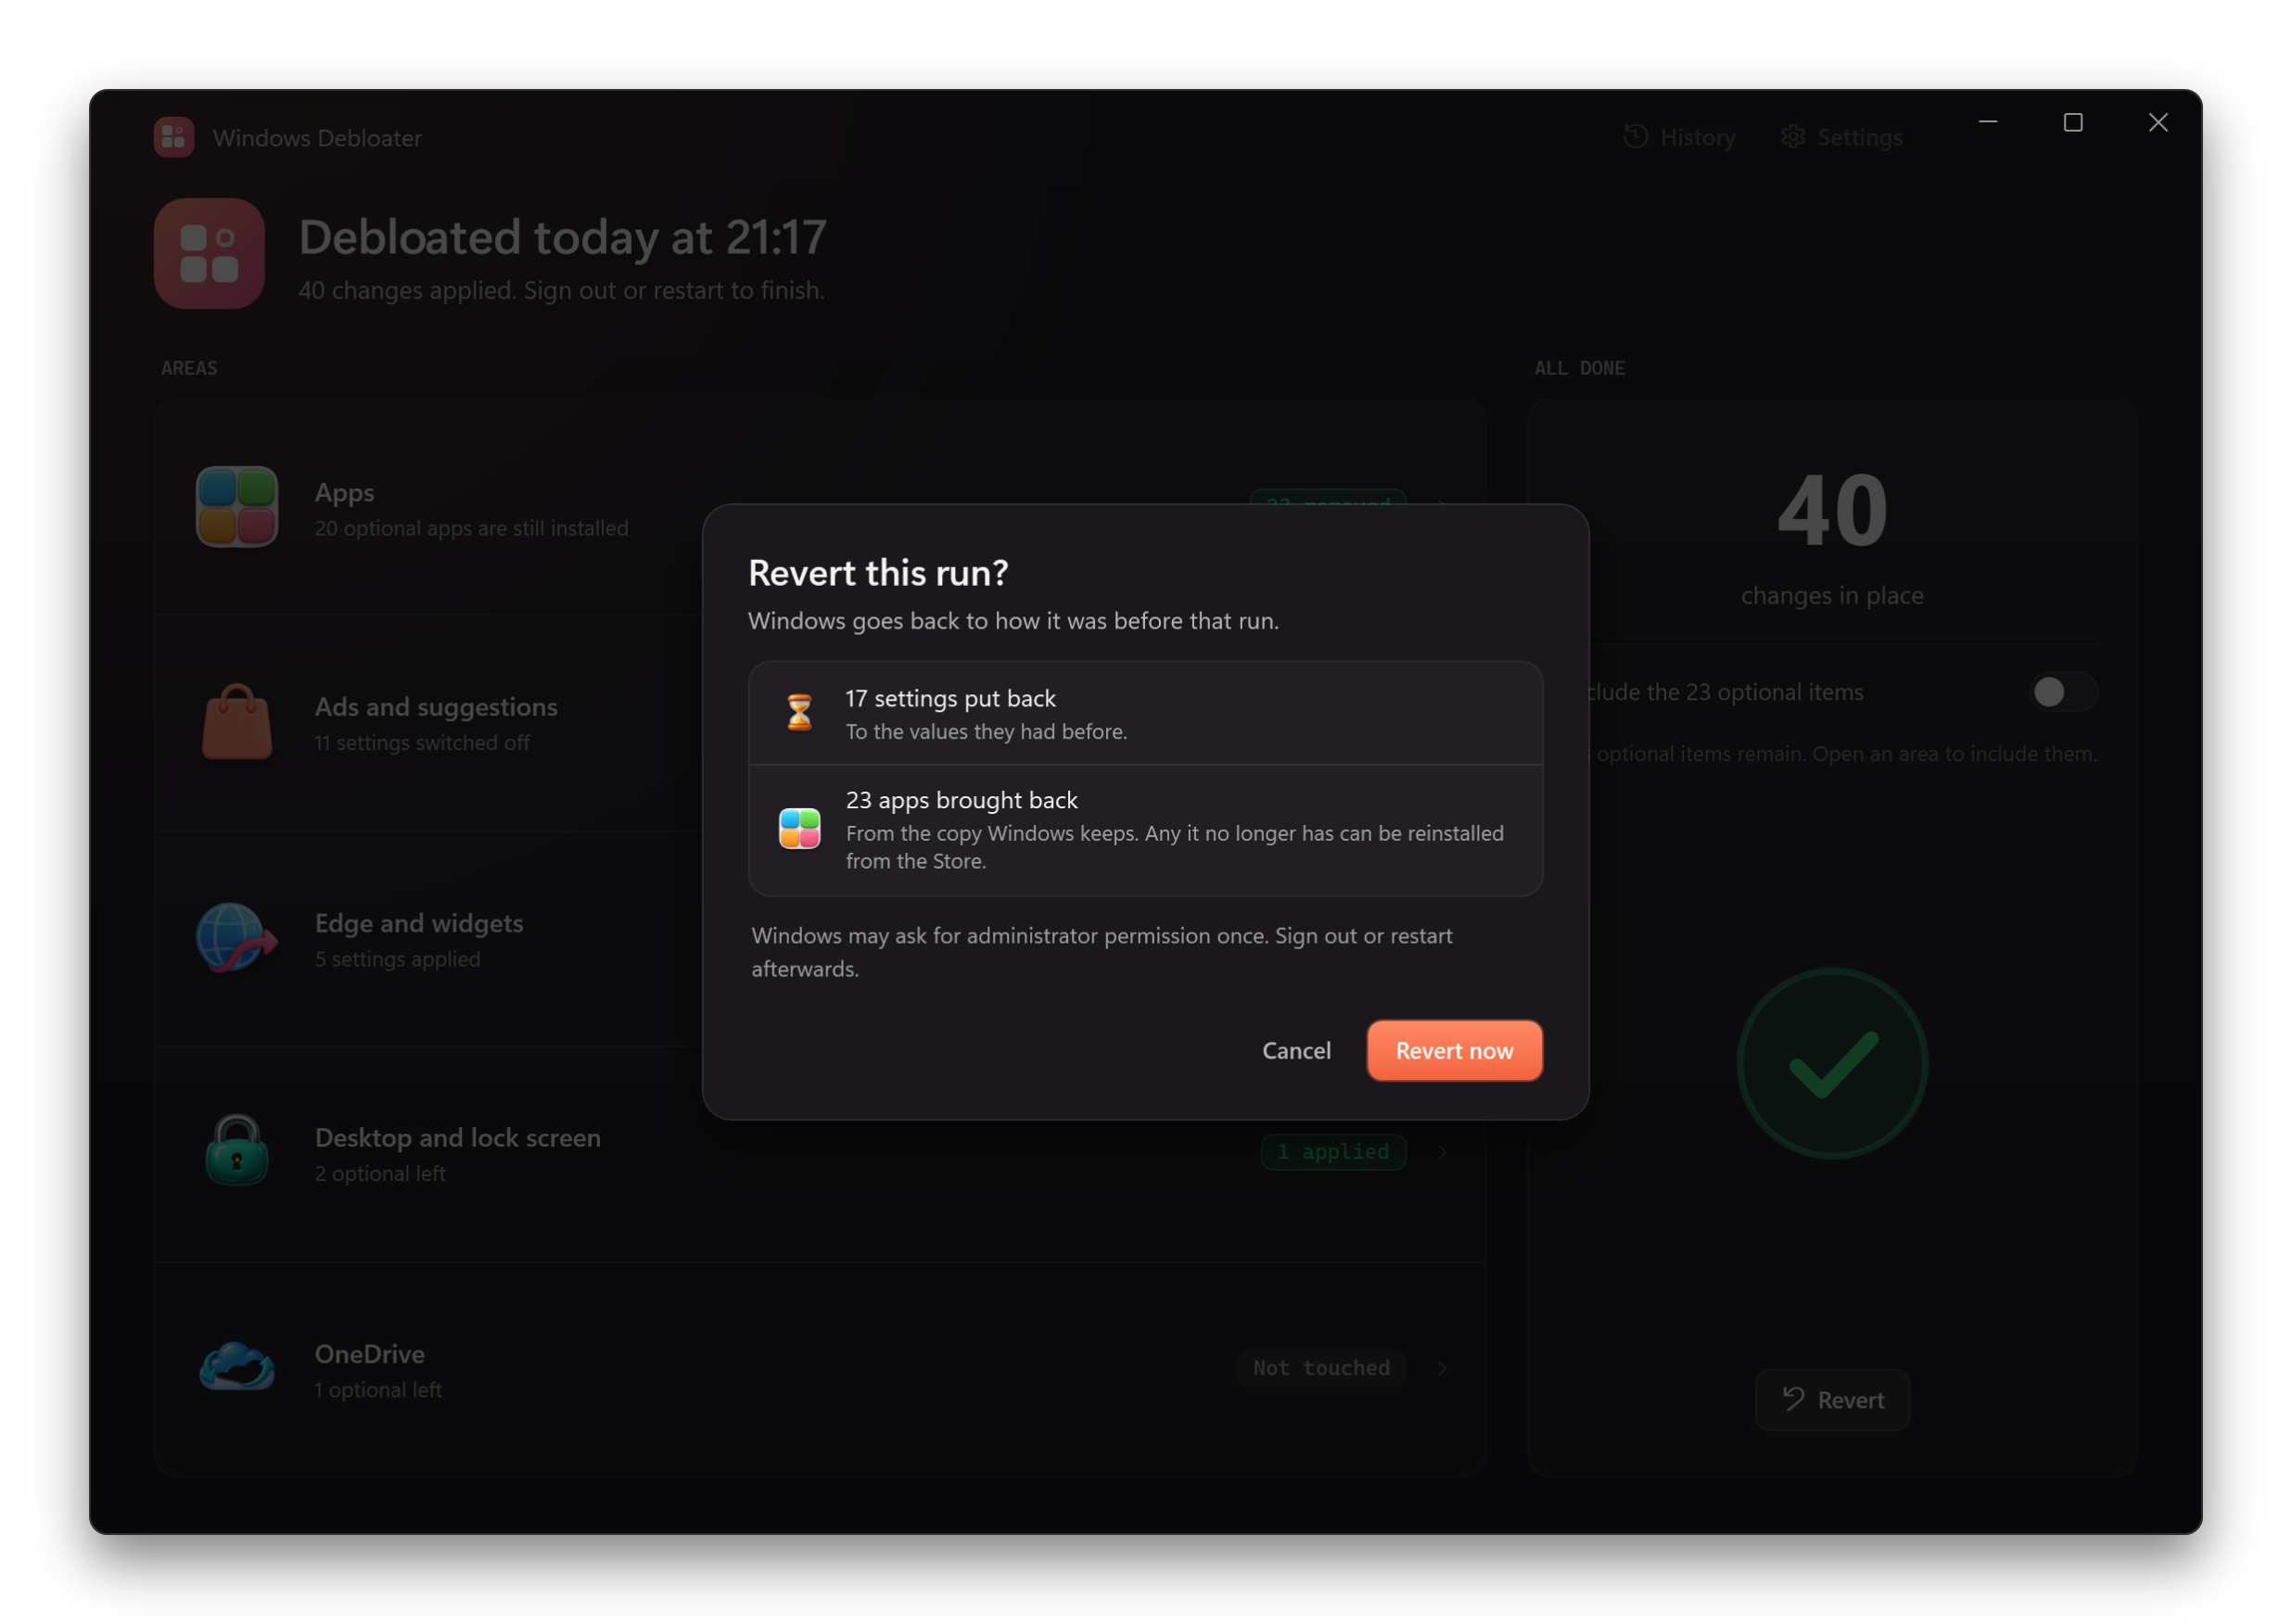 Windows Debloater
History
Settings
Debloated today at 21:17
40 changes applied. Sign out or restart to finish.
AREAS
Apps
20 optional apps are still installed
Ads and suggestions
11 settings switched off
Edge and widgets
5 settings applied
Desktop and lock screen
2 optional left
1 applied
OneDrive
1 optional left
Not touched
Revert this run?
Windows goes back to how it was before that run.
17 settings put back
To the values they had before.
23 apps brought back
From the copy Windows keeps. Any it no longer has can be reinstalled
from the Store.
Windows may ask for administrator permission once. Sign out or restart
afterwards.
Cancel
Revert now
ALL DONE
40
changes in place
the 23 optional items
optional items remain. Open an area to include them.
Revert